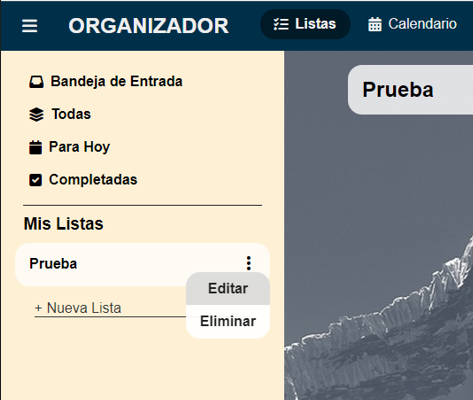 ORGANIZADOR
Listas
Calendario
Bandeja de Entrada
Todas
Para Hoy
Completadas
Mis Listas
Prueba
Editar
Eliminar
+ Nueva Lista
Prueba